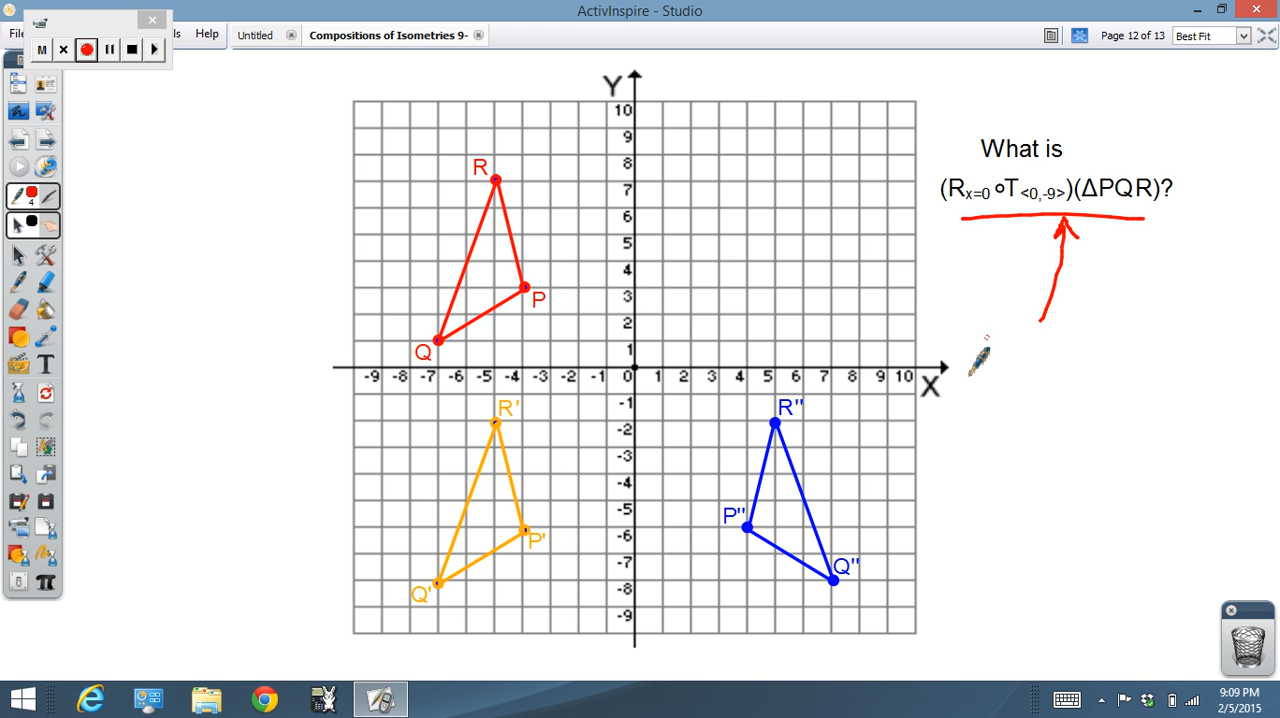 ActivInspire - Studio
File
ls
Help
Untitled
Compositions of Isometries 9-
Page 12 of 13
Best Fit
M
4
T
π
Y
X
10
9
8
7
6
5
4
3
2
1
-9 -8 -7 -6 -5 -4 -3 -2 -1 0 1 2 3 4 5 6 7 8 9 10
-1
-2
-3
-4
-5
-6
-7
-8
-9
R
P
Q
R'
P'
Q'
R"
P"
Q"
What is
(Rx=0 ∘T<0,-9>)(ΔPQR)?
9:09 PM
2/5/2015